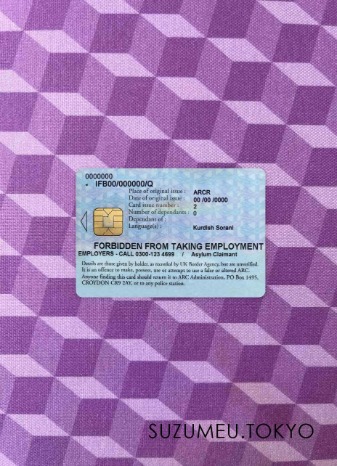 0000000
- IFB00/000000/Q
Place of original issue : ARCR
Date of original issue : 00 /00 /0000
Card issue number : 2
Number of dependants : 0
Dependant of
Language(s) : Kurdish Sorani
FORBIDDEN FROM TAKING EMPLOYMENT
EMPLOYERS - CALL 0300-123 4699 / Asylum Claimant
Details are those given by holder, as recorded by UK Border Agency, but are unverified.
It is an offence to make, possess, use or attempt to use a false or altered ARC.
Anyone finding this card should return it to ARC Administration, PO Box 1495,
CROYDON CR9 2DL or to any police station.
SUZUMEU.TOKYO